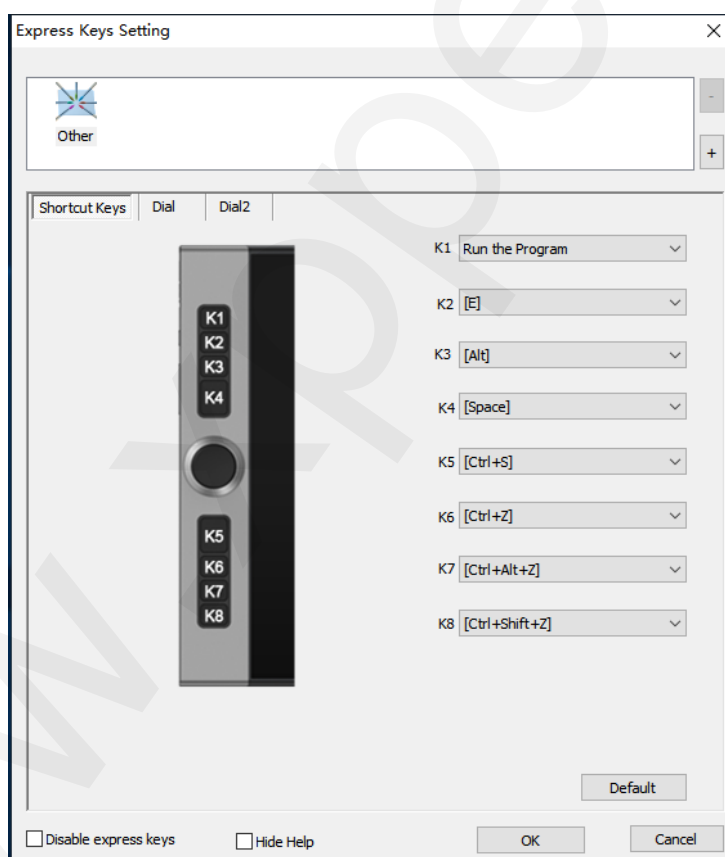 Express Keys Setting
-
Other
+
Shortcut Keys Dial Dial2
K1 Run the Program
K2 [E]
K3 [Alt]
K4 [Space]
K5 [Ctrl+S]
K6 [Ctrl+Z]
K7 [Ctrl+Alt+Z]
K8 [Ctrl+Shift+Z]
K1
K2
K3
K4
K5
K6
K7
K8
Default
Disable express keys Hide Help OK Cancel